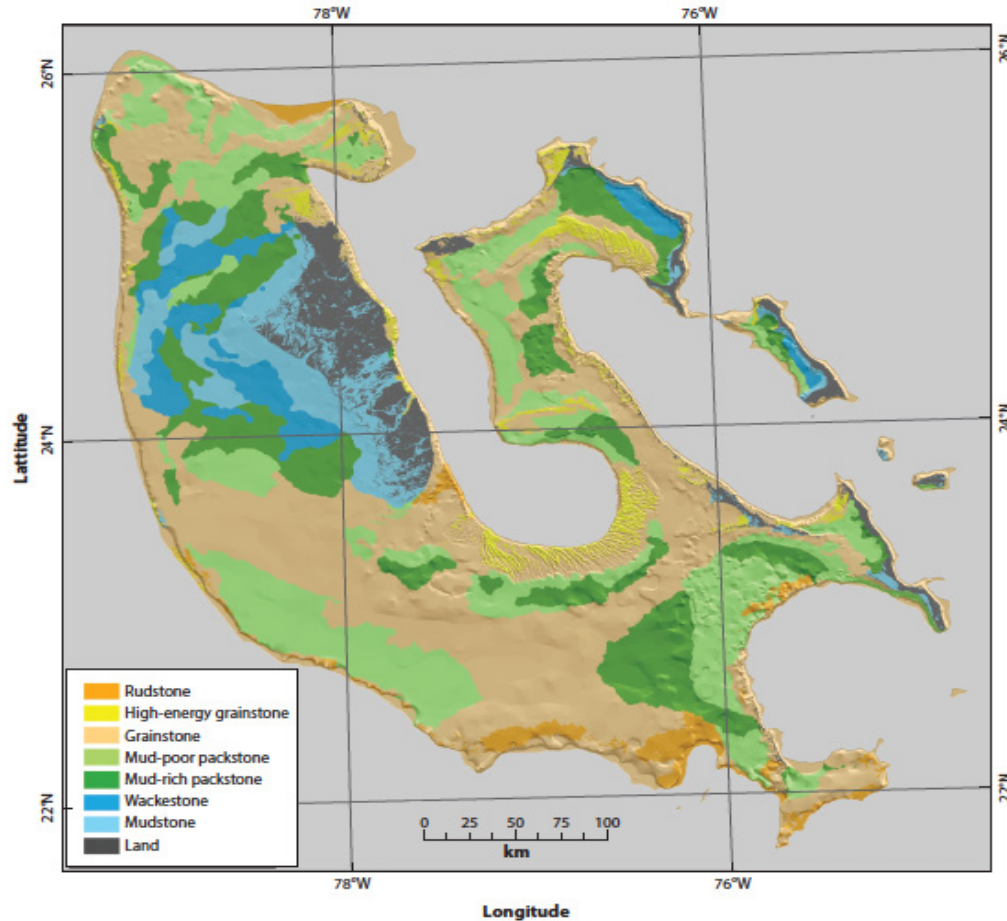 78°W 76°W
26°N 26°N
24°N 24°N
22°N 22°N
Lattitude
Rudstone
High-energy grainstone
Grainstone
Mud-poor packstone
Mud-rich packstone
Wackestone
Mudstone
Land
0 25 50 75 100
km
78°W 76°W
Longitude